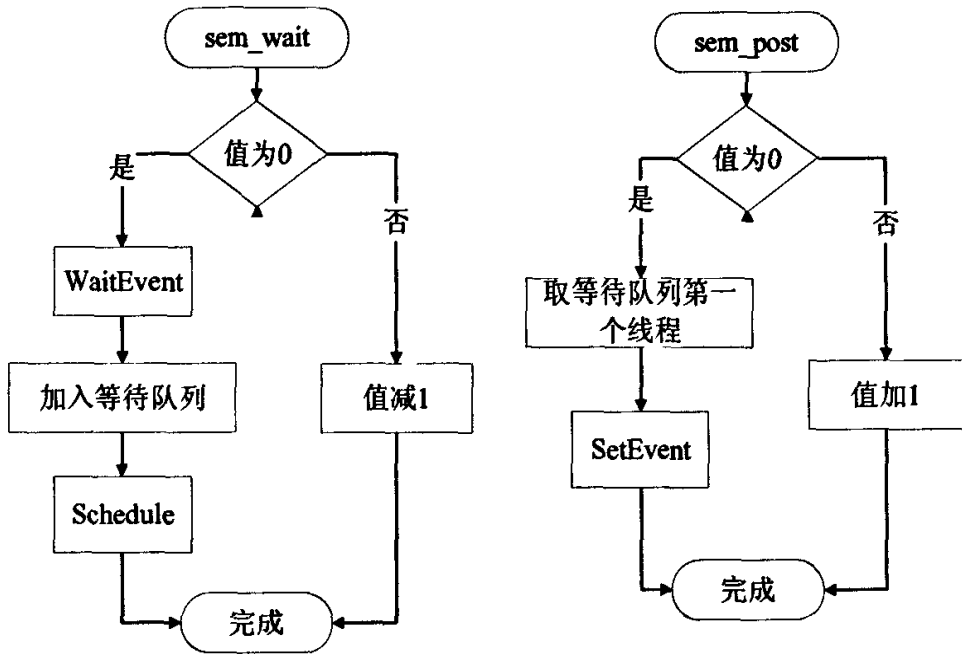 sem_wait
值为0
是
否
WaitEvent
加入等待队列
值减1
Schedule
完成
sem_post
值为0
是
否
取等待队列第一
个线程
值加1
SetEvent
完成